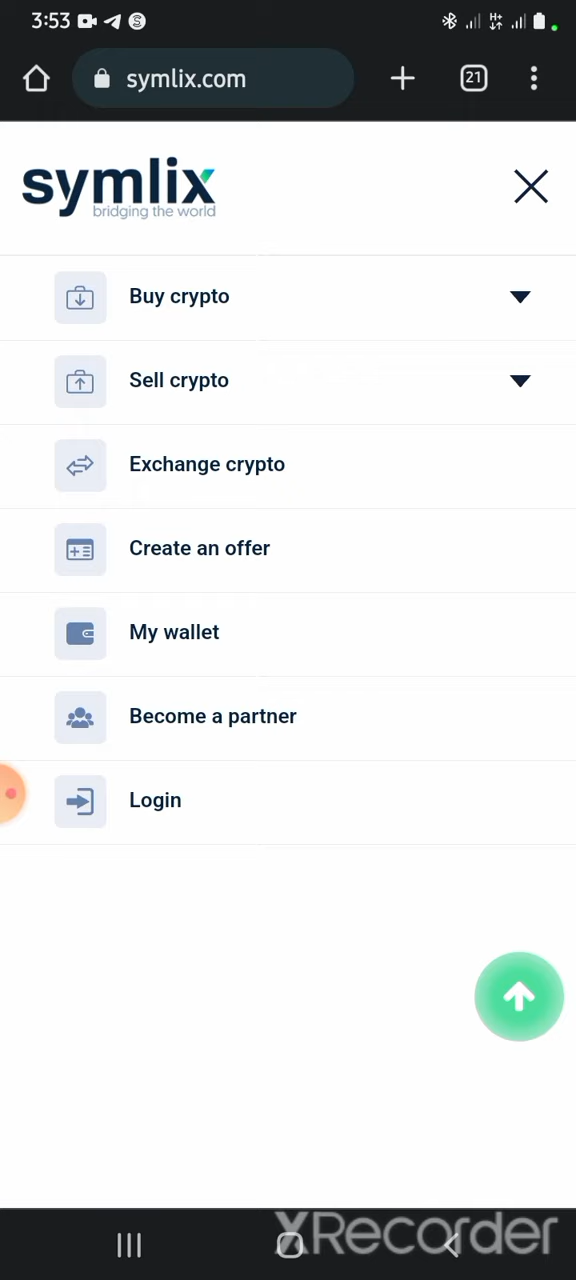 3:53
symlix.com
21
symlix
bridging the world
Buy crypto
Sell crypto
Exchange crypto
Create an offer
My wallet
Become a partner
Login
XRecorder